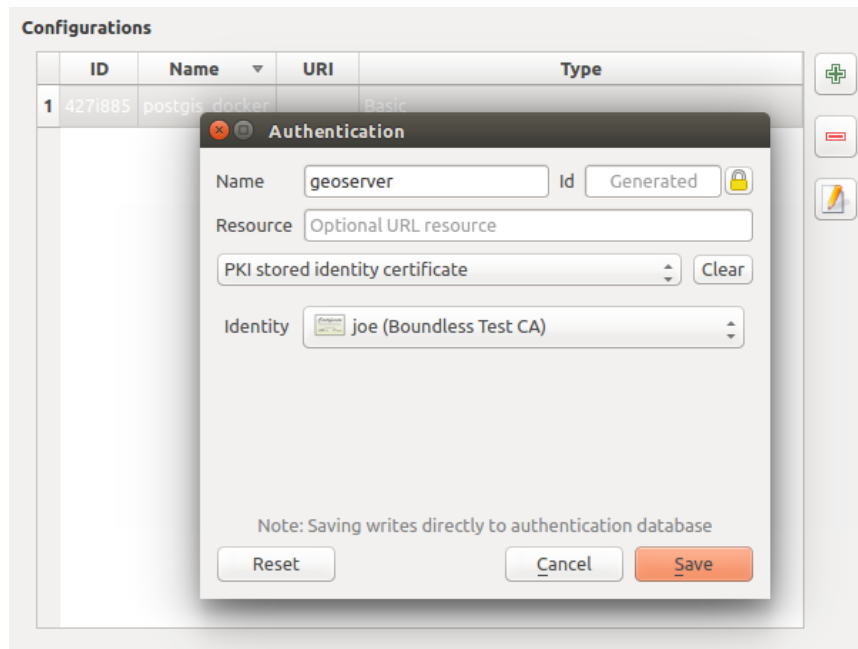 Configurations
ID Name URI Type
1 427i885 postgis_docker Basic
Authentication
Name geoserver Id Generated
Resource Optional URL resource
PKI stored identity certificate Clear
Identity joe (Boundless Test CA)
Note: Saving writes directly to authentication database
Reset Cancel Save